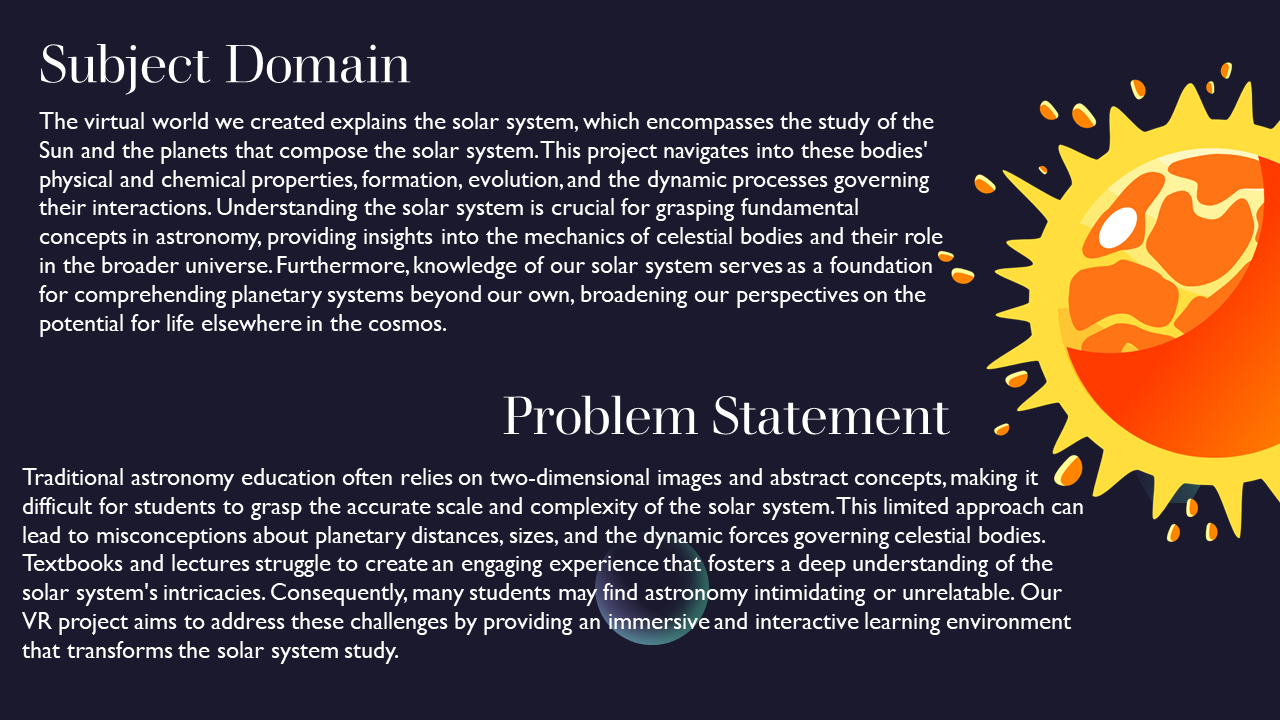 Subject Domain
The virtual world we created explains the solar system, which encompasses the study of the
Sun and the planets that compose the solar system. This project navigates into these bodies'
physical and chemical properties, formation, evolution, and the dynamic processes governing
their interactions. Understanding the solar system is crucial for grasping fundamental
concepts in astronomy, providing insights into the mechanics of celestial bodies and their role
in the broader universe. Furthermore, knowledge of our solar system serves as a foundation
for comprehending planetary systems beyond our own, broadening our perspectives on the
potential for life elsewhere in the cosmos.
Problem Statement
Traditional astronomy education often relies on two-dimensional images and abstract concepts, making it
difficult for students to grasp the accurate scale and complexity of the solar system. This limited approach can
lead to misconceptions about planetary distances, sizes, and the dynamic forces governing celestial bodies.
Textbooks and lectures struggle to create an engaging experience that fosters a deep understanding of the
solar system's intricacies. Consequently, many students may find astronomy intimidating or unrelatable. Our
VR project aims to address these challenges by providing an immersive and interactive learning environment
that transforms the solar system study.